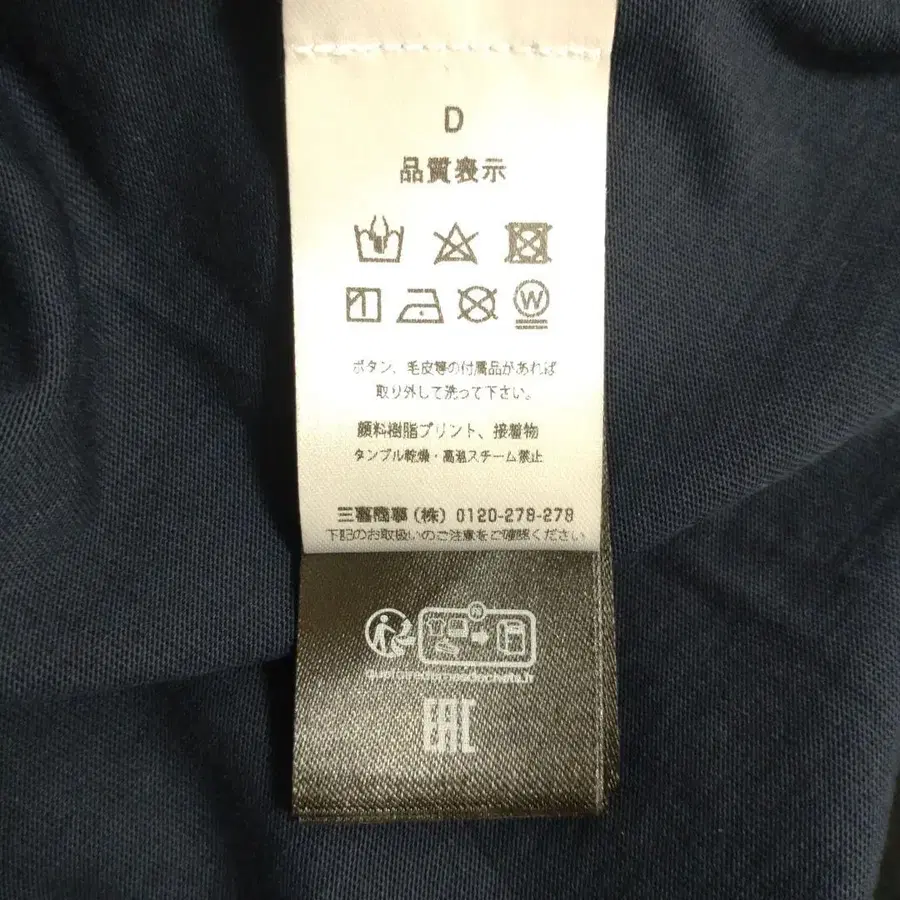 D
品質表示
W
ボタン、毛皮等の付属品があれば
取り外して洗って下さい。
顔料樹脂プリント、接着物
タンブル乾燥・高温スチーム禁止
三喜商事（株）0120-278-278
下記のお取扱いのご注意をご確認ください
FR
quefairedemesdechets.fr
EAC